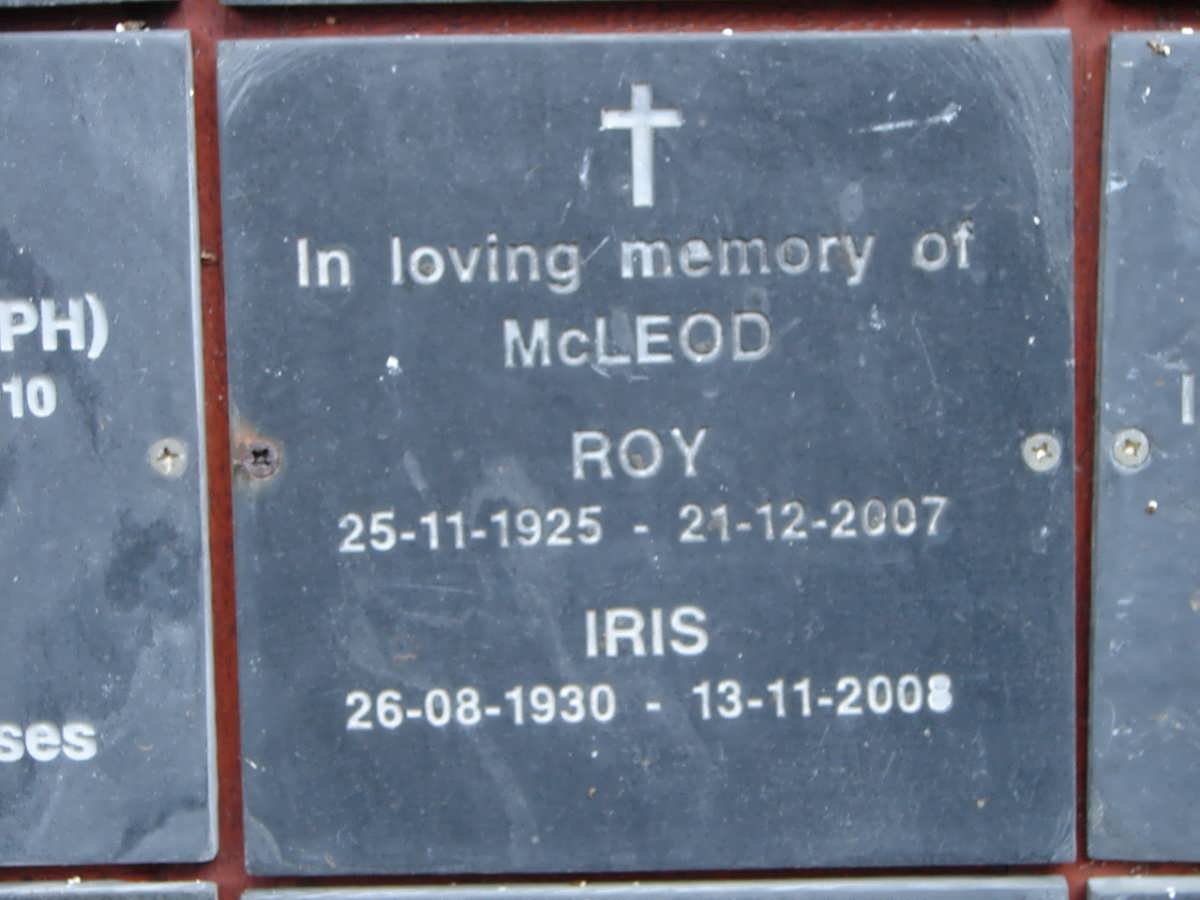 In loving memory of
McLEOD
ROY
25-11-1925 - 21-12-2007
IRIS
26-08-1930 - 13-11-2008
PH)
10